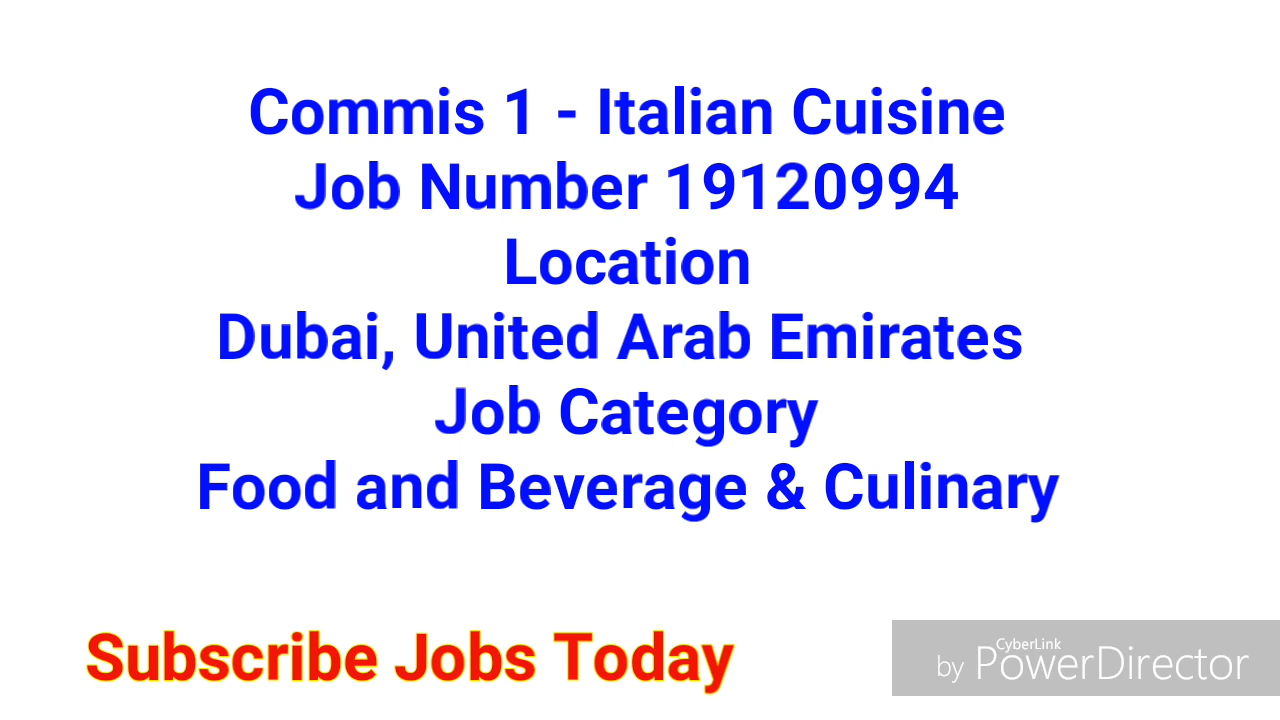 Commis 1 - Italian Cuisine
Job Number 19120994
Location
Dubai, United Arab Emirates
Job Category
Food and Beverage & Culinary
Subscribe Jobs Today
CyberLink
by PowerDirector